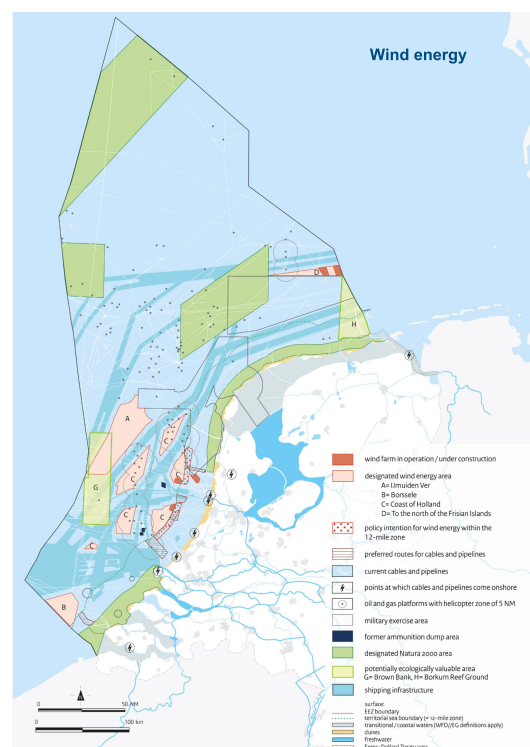 Wind energy
D
H
A
C
C
C
G
C
C
C
B
wind farm in operation / under construction
designated wind energy area
A= IJmuiden Ver
B= Borssele
C= Coast of Holland
D= To the north of the Frisian Islands
policy intention for wind energy within the
12-mile zone
preferred routes for cables and pipelines
current cables and pipelines
points at which cables and pipelines come onshore
oil and gas platforms with helicopter zone of 5 NM
military exercise area
former ammunition dump area
designated Natura 2000 area
potentially ecologically valuable area
G= Brown Bank, H= Borkum Reef Ground
shipping infrastructure
surface:
EEZ boundary
territorial sea boundary (= 12-mile zone)
transitional / coastal waters (WFD//EG definitions apply)
dunes
freshwater
Eems-Dollard Treaty zone
0 50 NM
0 100 km